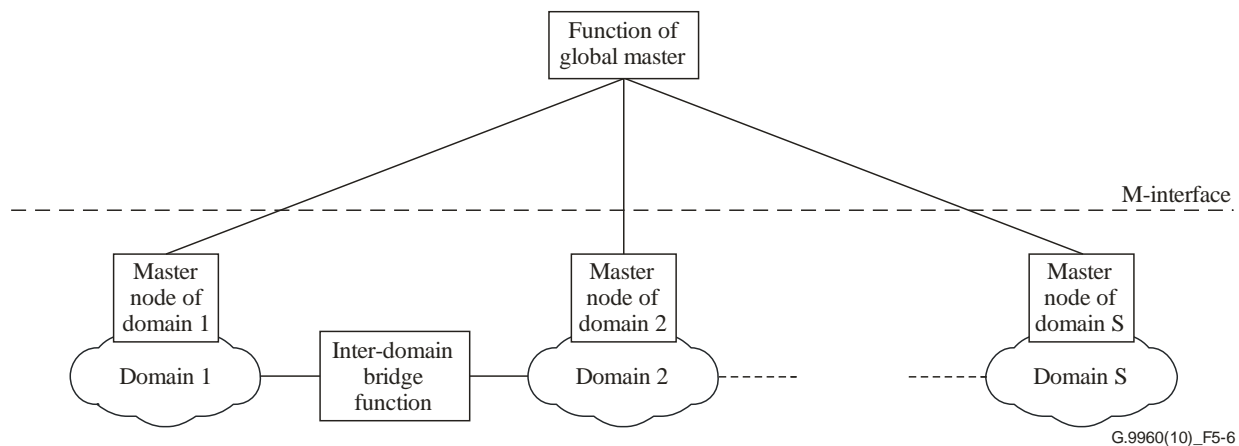 Function of
global master
M-interface
Master
node of
domain 1
Master
node of
domain 2
Master
node of
domain S
Domain 1
Inter-domain
bridge
function
Domain 2
Domain S
G.9960(10)_F5-6